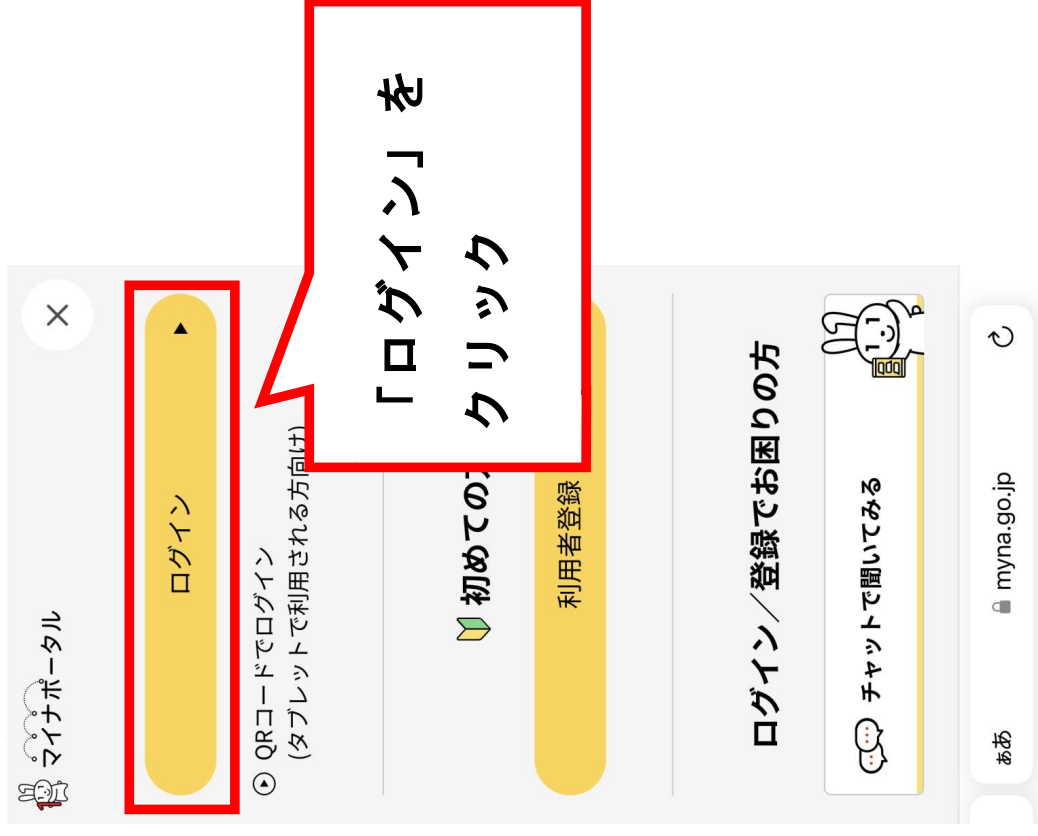 マイナポータル
ログイン
QRコードでログイン
(タブレットで利用される方向け)
「ログイン」を
クリック
初めての
利用者登録
ログイン／登録でお困りの方
チャットで聞いてみる
ああ
myna.go.jp